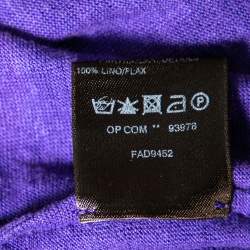 100% LINO/FLAX
OP COM ** 93978
FAD9452